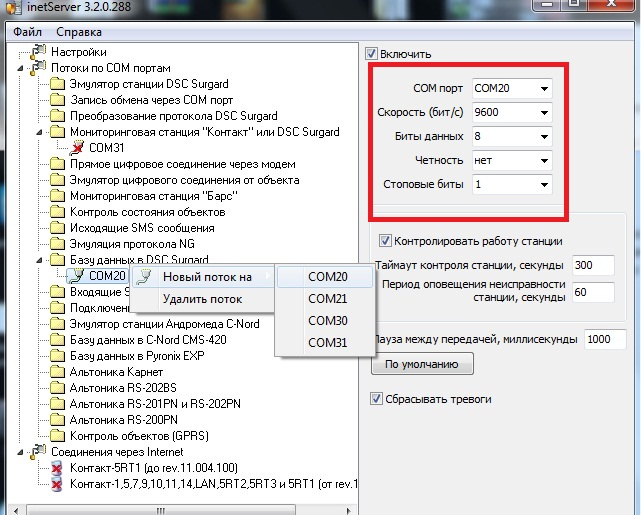 inetServer 3.2.0.288
Файл Справка
Настройки
Потоки по COM портам
Эмулятор станции DSC Surgard
Запись обмена через COM порт
Преобразование протокола DSC Surgard
Мониторинговая станция "Контакт" или DSC Surgard
COM31
Прямое цифровое соединение через модем
Эмулятор цифрового соединения от объекта
Мониторинговая станция "Барс"
Контроль состояния объектов
Исходящие SMS сообщения
Эмуляция протокола NG
Базу данных в DSC Surgard
COM20
Входящие S
Подключен
Эмулятор станции Андромеда C-Nord
Базу данных в C-Nord CMS-420
Базу данных в Pyronix EXP
Альтоника Карнет
Альтоника RS-202BS
Альтоника RS-201PN и RS-202PN
Альтоника RS-200PN
Контроль объектов (GPRS)
Соединения через Internet
Контакт-5RT1 (до rev.11.004.100)
Контакт-1,5,7,9,10,11,14,LAN,5RT2,5RT3 и 5RT1 (от rev.1
Новый поток на
Удалить поток
COM20
COM21
COM30
COM31
Включить
COM порт COM20
Скорость (бит/с) 9600
Биты данных 8
Четность нет
Стоповые биты 1
Контролировать работу станции
Таймаут контроля станции, секунды 300
Период оповещения неисправности
станции, секунды 60
Пауза между передачей, миллисекунды 1000
По умолчанию
Сбрасывать тревоги